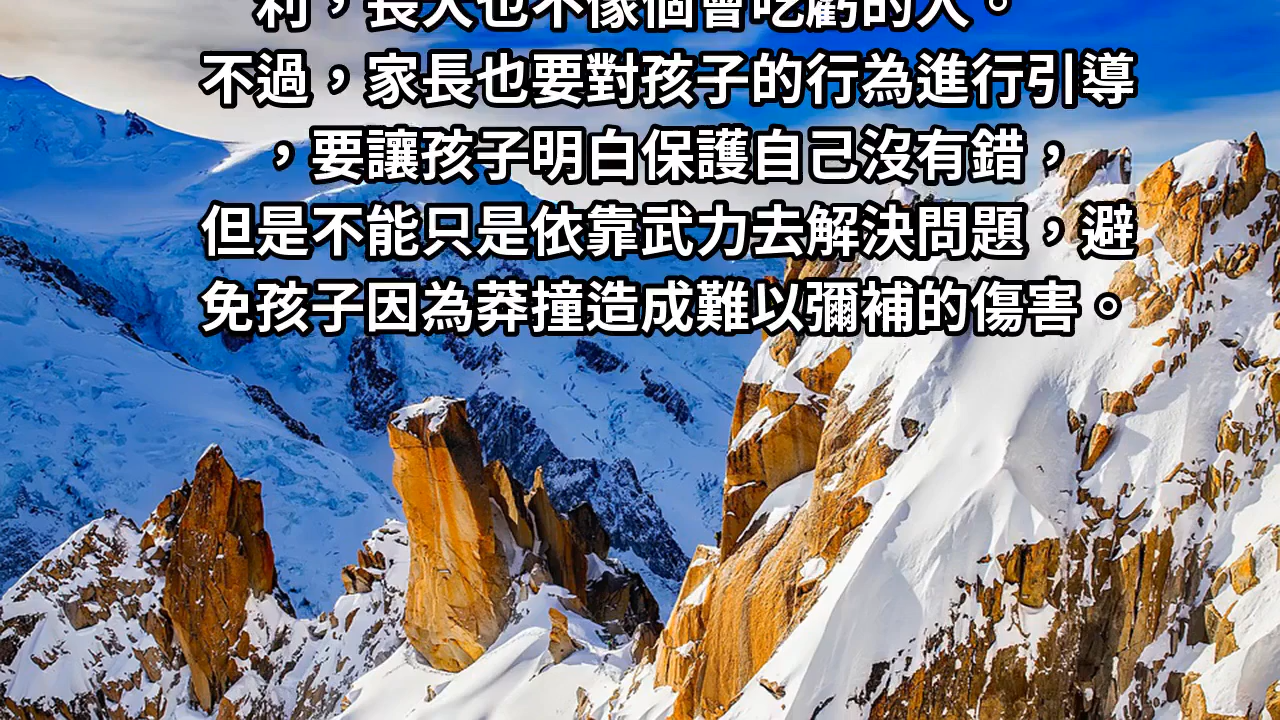 利，長大也不像個會吃虧的人。
不過，家長也要對孩子的行為進行引導
，要讓孩子明白保護自己沒有錯，
但是不能只是依靠武力去解決問題，避
免孩子因為莽撞造成難以彌補的傷害。